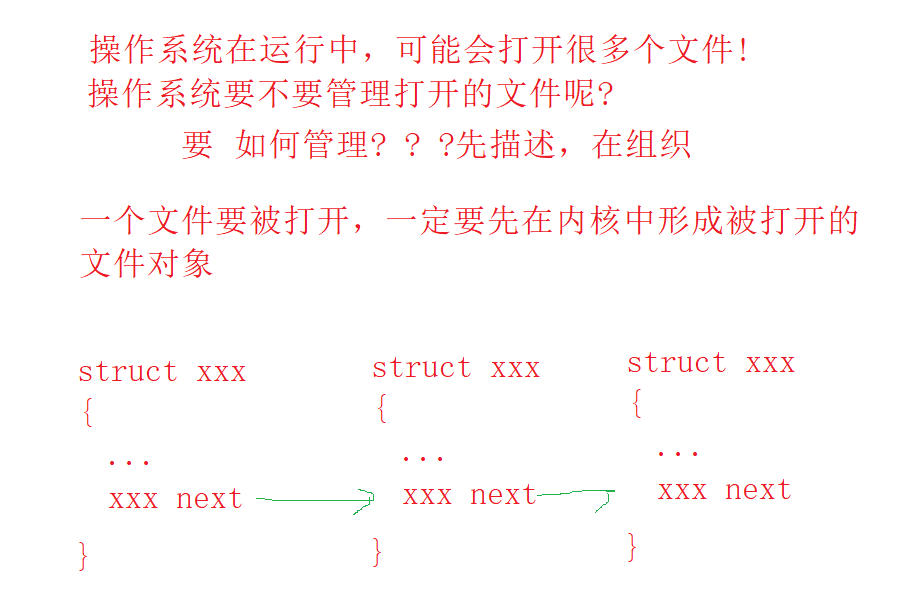 操作系统在运行中，可能会打开很多个文件!
操作系统要不要管理打开的文件呢?
要 如何管理? ? ?先描述，在组织
一个文件要被打开，一定要先在内核中形成被打开的
文件对象
struct xxx
{
...
xxx next
}
struct xxx
{
...
xxx next
}
struct xxx
{
...
xxx next
}